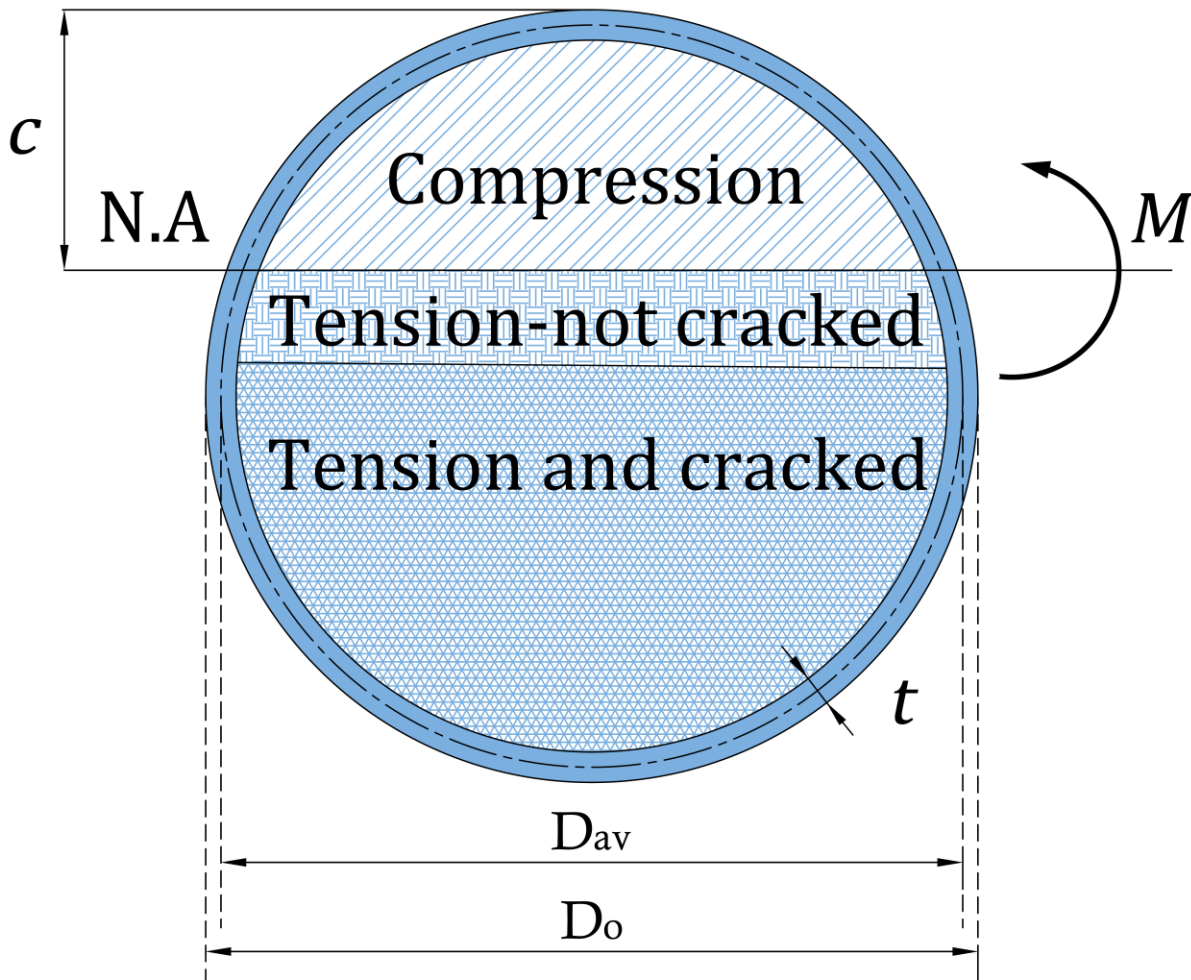 c
Compression
N.A
M
Tension-not cracked
Tension and cracked
t
Dav
Do